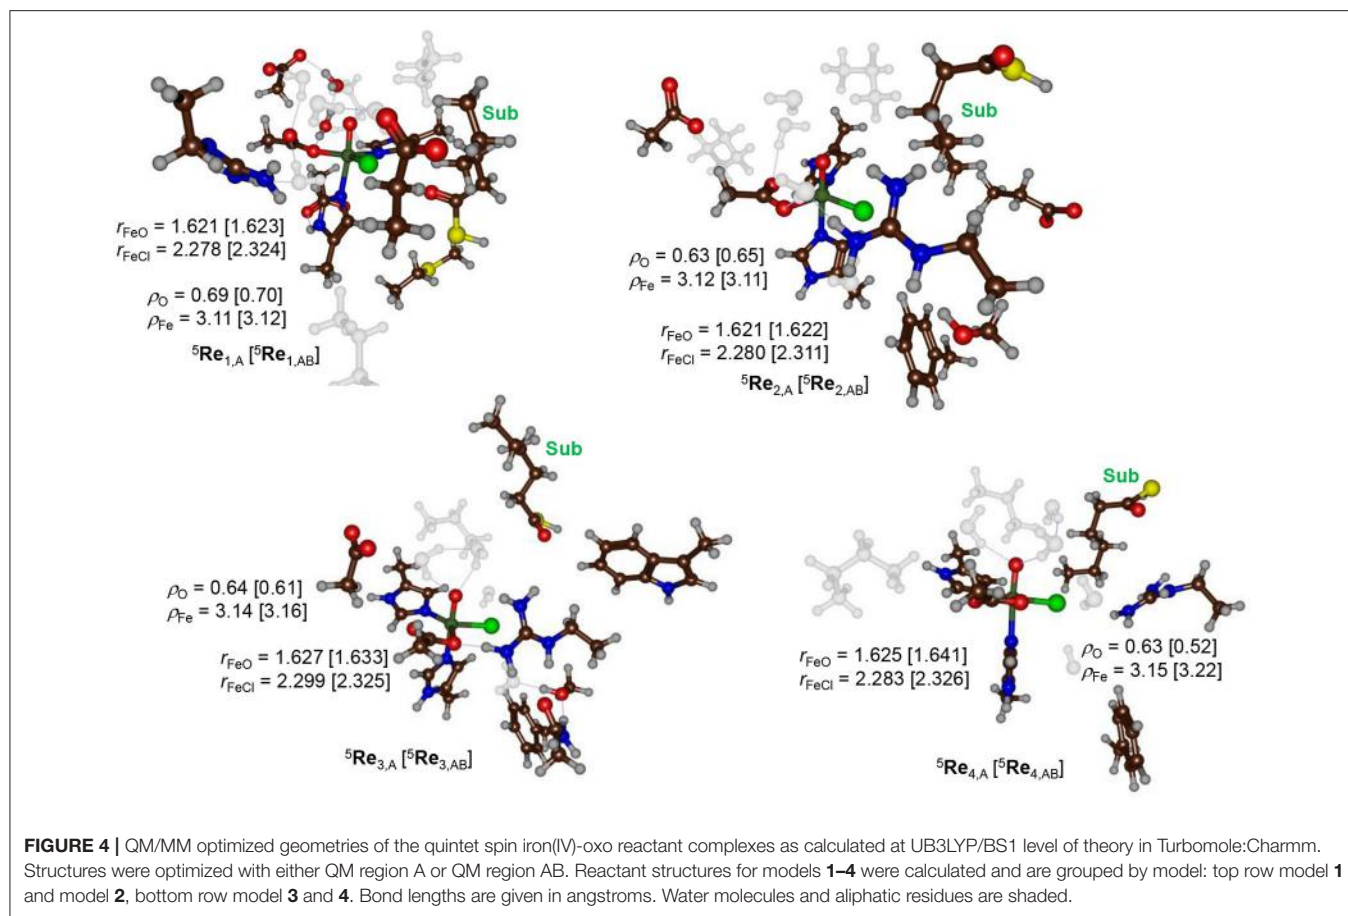 Sub
r_FeO = 1.621 [1.623]
r_FeCl = 2.278 [2.324]
ρ_O = 0.69 [0.70]
ρ_Fe = 3.11 [3.12]
⁵Re_1,A [⁵Re_1,AB]
Sub
ρ_O = 0.63 [0.65]
ρ_Fe = 3.12 [3.11]
r_FeO = 1.621 [1.622]
r_FeCl = 2.280 [2.311]
⁵Re_2,A [⁵Re_2,AB]
Sub
ρ_O = 0.64 [0.61]
ρ_Fe = 3.14 [3.16]
r_FeO = 1.627 [1.633]
r_FeCl = 2.299 [2.325]
⁵Re_3,A [⁵Re_3,AB]
Sub
r_FeO = 1.625 [1.641]
r_FeCl = 2.283 [2.326]
ρ_O = 0.63 [0.52]
ρ_Fe = 3.15 [3.22]
⁵Re_4,A [⁵Re_4,AB]
FIGURE 4 | QM/MM optimized geometries of the quintet spin iron(IV)-oxo reactant complexes as calculated at UB3LYP/BS1 level of theory in Turbomole:Charmm.
Structures were optimized with either QM region A or QM region AB. Reactant structures for models 1–4 were calculated and are grouped by model: top row model 1
and model 2, bottom row model 3 and 4. Bond lengths are given in angstroms. Water molecules and aliphatic residues are shaded.